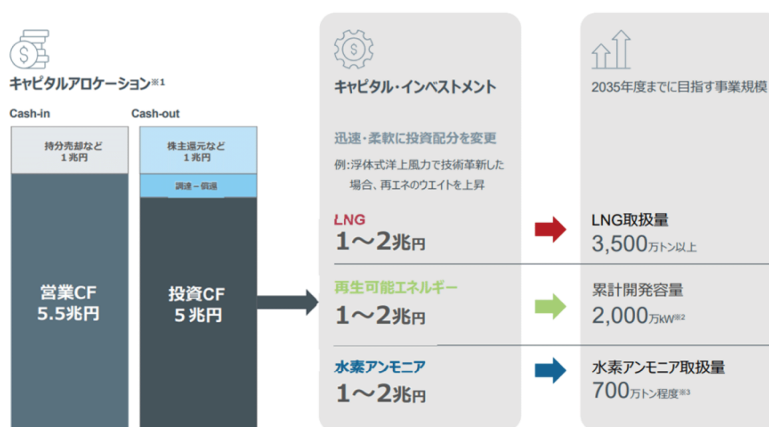 キャピタルアロケーション※1
Cash-in
Cash-out
持分売却など
1兆円
営業CF
5.5兆円
株主還元など
1兆円
調達－償還
投資CF
5兆円
キャピタル・インベストメント
迅速・柔軟に投資配分を変更
例:浮体式洋上風力で技術革新した
場合、再エネのウエイトを上昇
LNG
1～2兆円
再生可能エネルギー
1～2兆円
水素アンモニア
1～2兆円
2035年度までに目指す事業規模
LNG取扱量
3,500万トン以上
累計開発容量
2,000万kW※2
水素アンモニア取扱量
700万トン程度※3